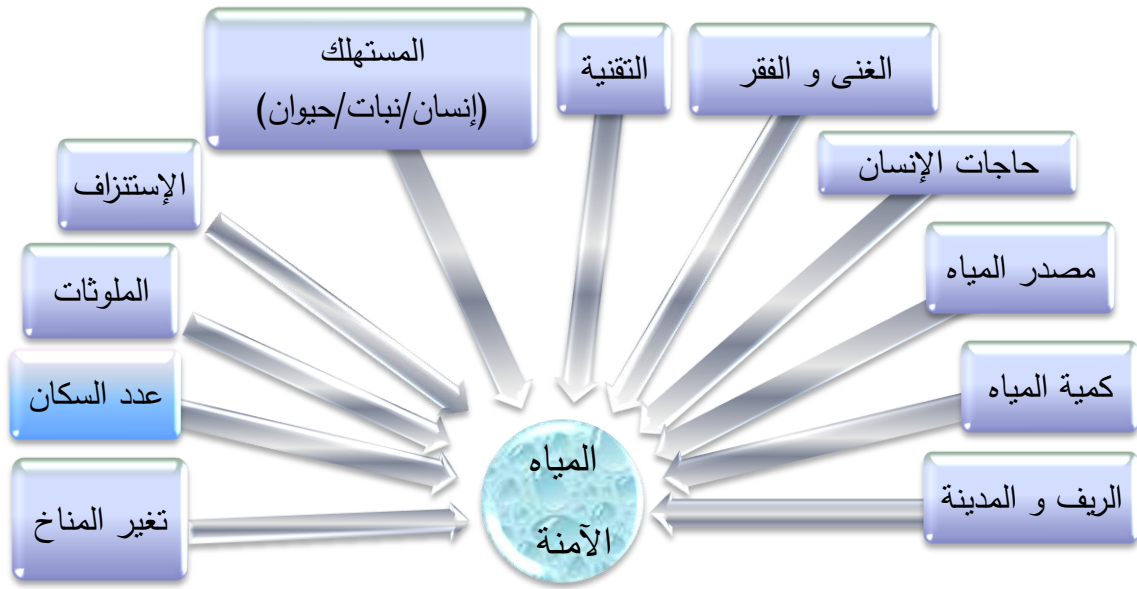 الغنى و الفقر
التقنية
المستهلك
(إنسان/نبات/حيوان)
حاجات الإنسان
الإستنزاف
مصدر المياه
الملوثات
كمية المياه
عدد السكان
الريف و المدينة
تغير المناخ
المياه
الآمنة